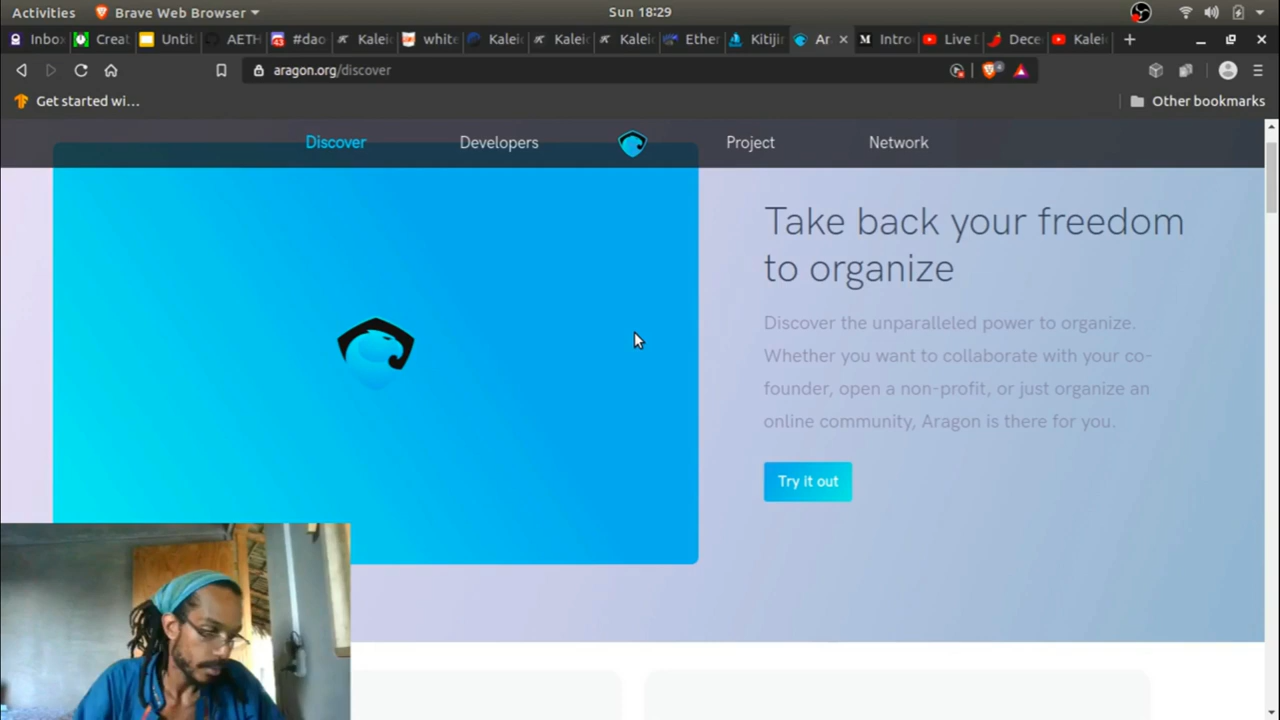 Activities
Brave Web Browser
Sun 18:29
Inbo
Creat
Untit
AETH
#dao
Kalei
white
Kalei
Kalei
Kalei
Ether
Kitijin
Ar
Intro
Live
Dece
Kalei
aragon.org/discover
4
Get started wi...
Other bookmarks
Discover
Developers
Project
Network
Take back your freedom
to organize
Discover the unparalleled power to organize.
Whether you want to collaborate with your co-
founder, open a non-profit, or just organize an
online community, Aragon is there for you.
Try it out